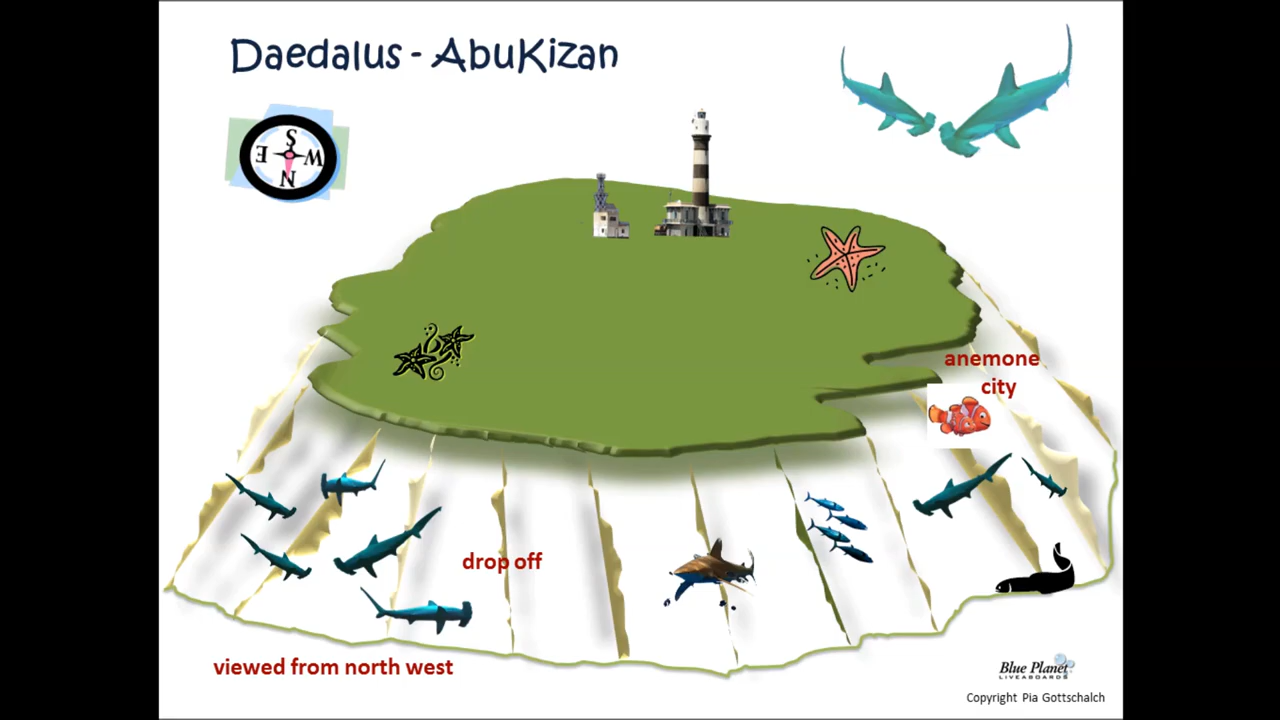 Daedalus - AbuKizan
S
E W
N
anemone
city
drop off
viewed from north west
Blue Planet
LIVEABOARDS
Copyright Pia Gottschalch